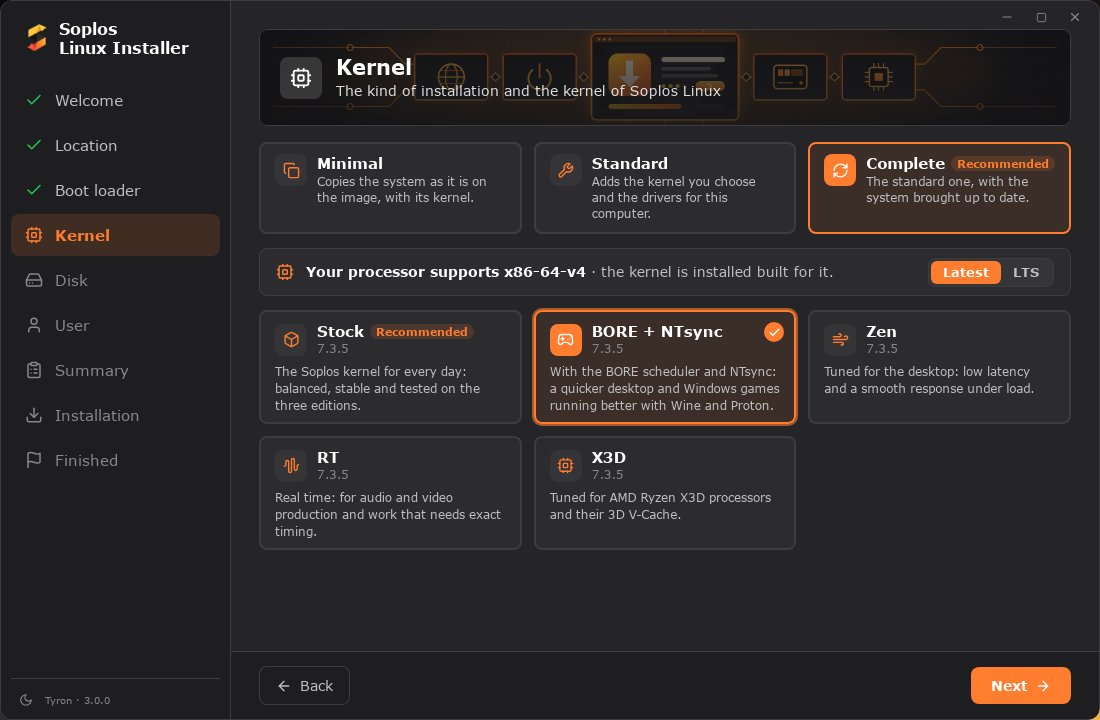 Soplos
Linux Installer
Welcome
Location
Boot loader
Kernel
Disk
User
Summary
Installation
Finished
Tyron · 3.0.0
Kernel
The kind of installation and the kernel of Soplos Linux
Minimal
Copies the system as it is on
the image, with its kernel.
Standard
Adds the kernel you choose
and the drivers for this
computer.
Complete Recommended
The standard one, with the
system brought up to date.
Your processor supports x86-64-v4 · the kernel is installed built for it.
Latest LTS
Stock Recommended
7.3.5
The Soplos kernel for every day:
balanced, stable and tested on the
three editions.
BORE + NTsync
7.3.5
With the BORE scheduler and NTsync:
a quicker desktop and Windows games
running better with Wine and Proton.
Zen
7.3.5
Tuned for the desktop: low latency
and a smooth response under load.
RT
7.3.5
Real time: for audio and video
production and work that needs exact
timing.
X3D
7.3.5
Tuned for AMD Ryzen X3D processors
and their 3D V-Cache.
Back
Next